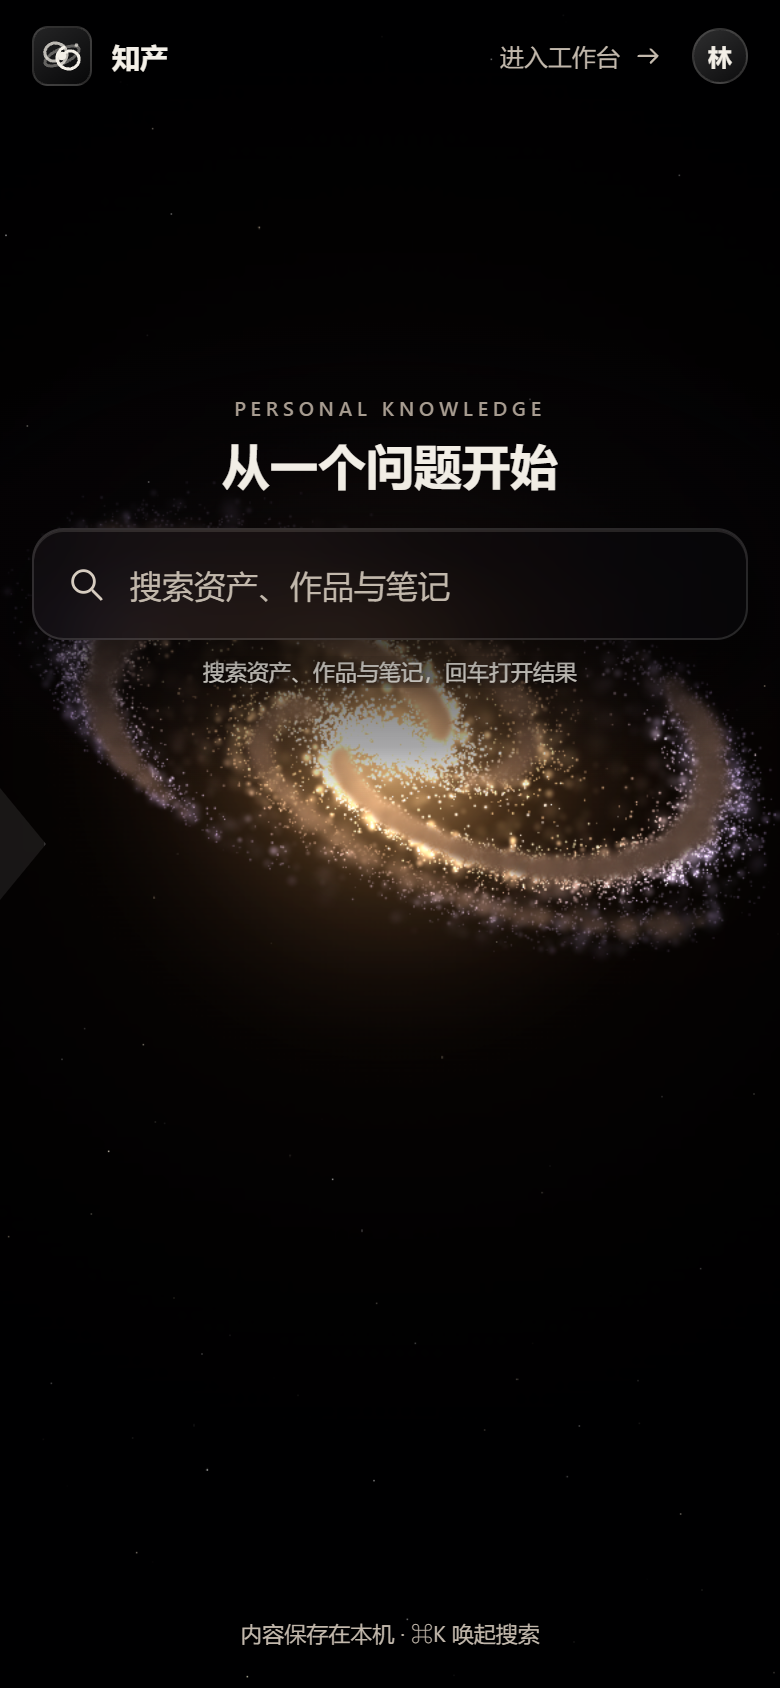 知产
进入工作台 →
林
PERSONAL KNOWLEDGE
从一个问题开始
搜索资产、作品与笔记
搜索资产、作品与笔记，回车打开结果
内容保存在本机 · ⌘K 唤起搜索